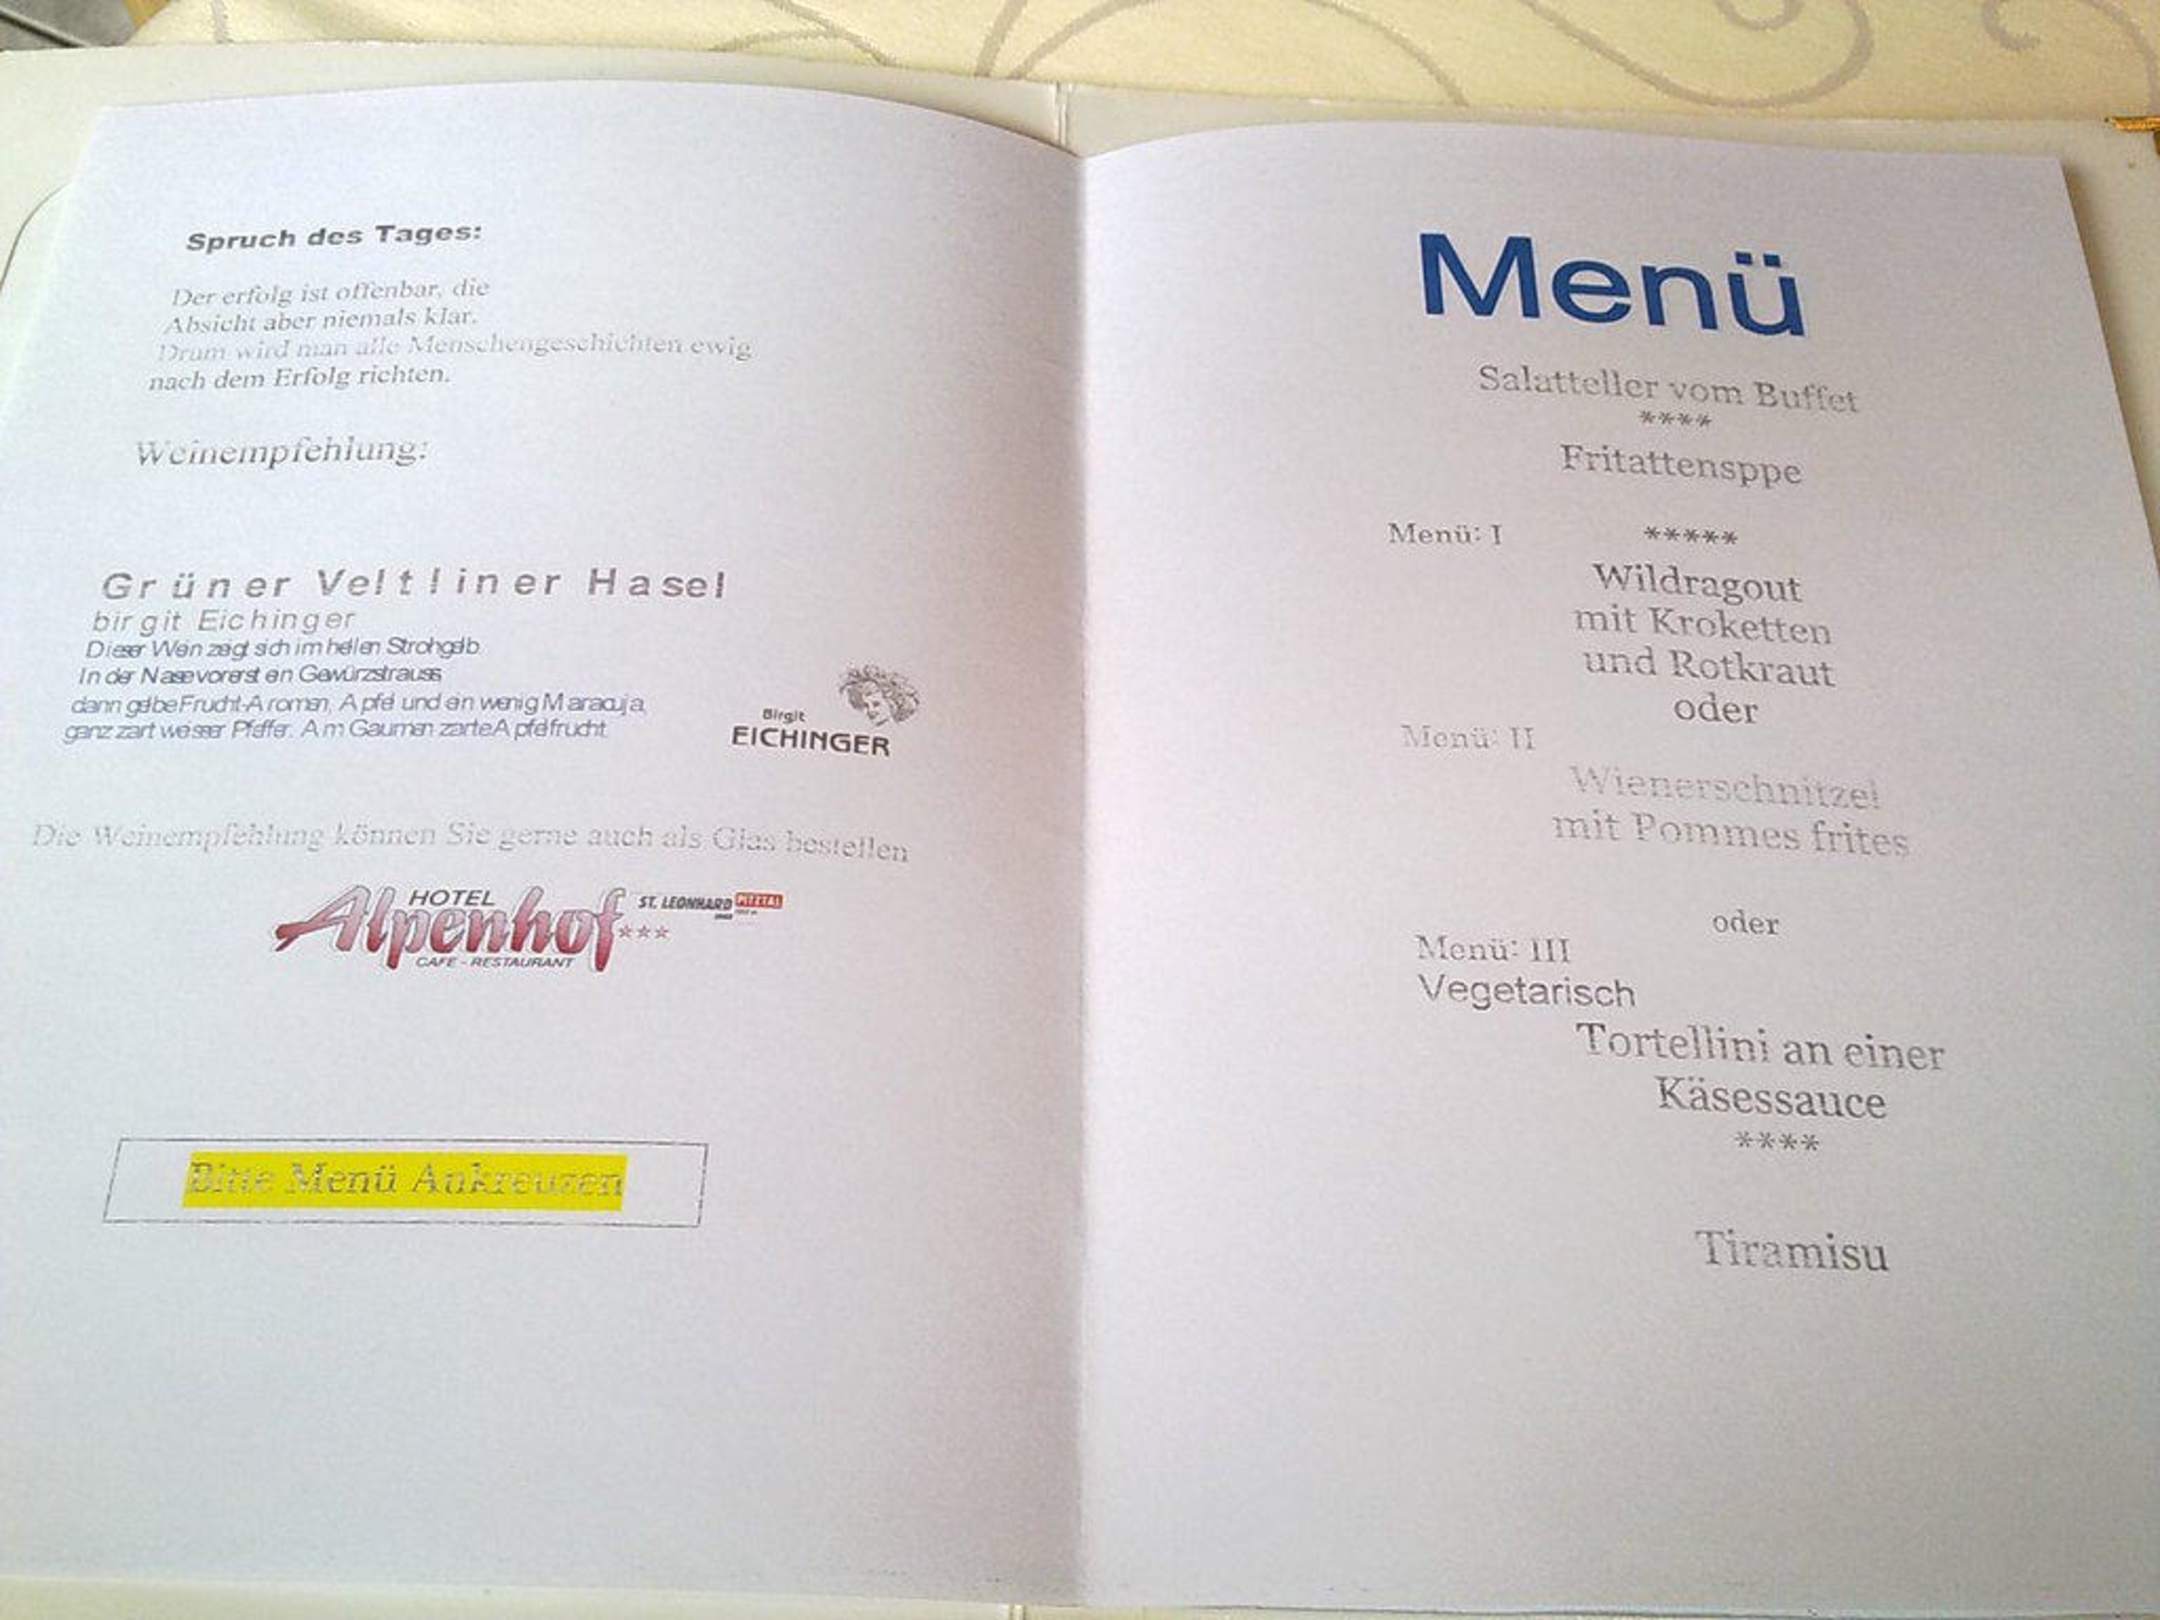 Spruch des Tages:
Der erfolg ist offenbar, die
Absicht aber niemals klar.
Drum wird man alle Menschengeschichten ewig
nach dem Erfolg richten.
Weinempfehlung:
Grüner Veltliner Hasel
birgit Eichinger
Dieser Wein zeigt sich im hellen Strohgelb
In der Nase vorerst ein Gewürzstrauss
dann gelbe Frucht-Aromen, Apfel und ein wenig Maracuja,
ganz zart weisser Pfeffer. Am Gaumen zarte Apfelfrucht.
Birgit
EICHINGER
Die Weinempfehlung können Sie gerne auch als Glas bestellen
HOTEL
Alpenhof***
ST. LEONHARD PITZTAL
CAFE - RESTAURANT
Bitte Menü Ankreuzen
Menü
Salatteller vom Buffet
****
Fritattensppe
Menü: I *****
Wildragout
mit Kroketten
und Rotkraut
oder
Menü: II
Wienerschnitzel
mit Pommes frites
oder
Menü: III
Vegetarisch
Tortellini an einer
Käsessauce
****
Tiramisu